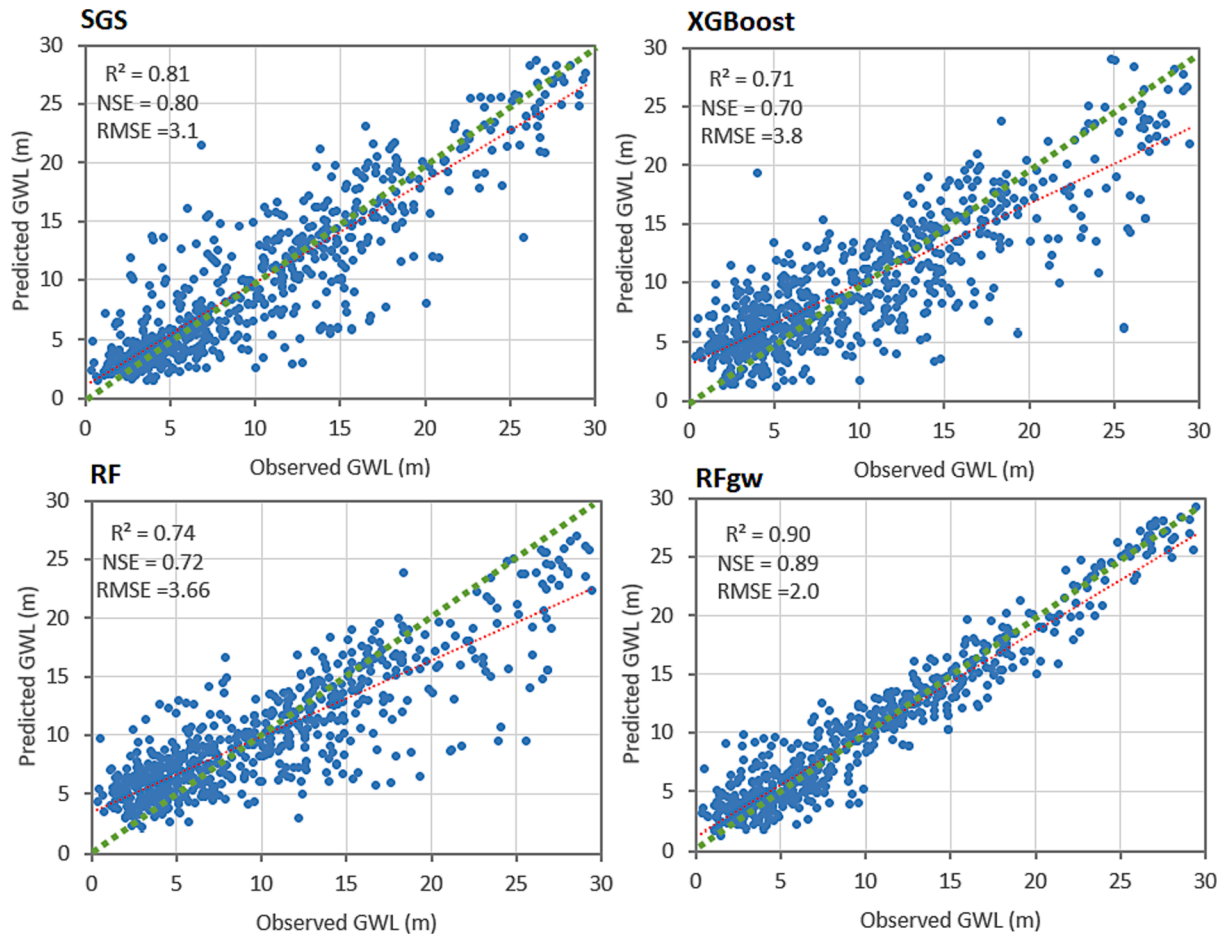 SGS
R² = 0.81
NSE = 0.80
RMSE =3.1
30
25
20
15
10
5
0
Predicted GWL (m)
0 5 10 15 20 25 30
Observed GWL (m)
XGBoost
R² = 0.71
NSE = 0.70
RMSE =3.8
30
25
20
15
10
5
0
Predicted GWL (m)
0 5 10 15 20 25 30
Observed GWL (m)
RF
R² = 0.74
NSE = 0.72
RMSE =3.66
30
25
20
15
10
5
0
Predicted GWL (m)
0 5 10 15 20 25 30
Observed GWL (m)
RFgw
R² = 0.90
NSE = 0.89
RMSE =2.0
30
25
20
15
10
5
0
Predicted GWL (m)
0 5 10 15 20 25 30
Observed GWL (m)